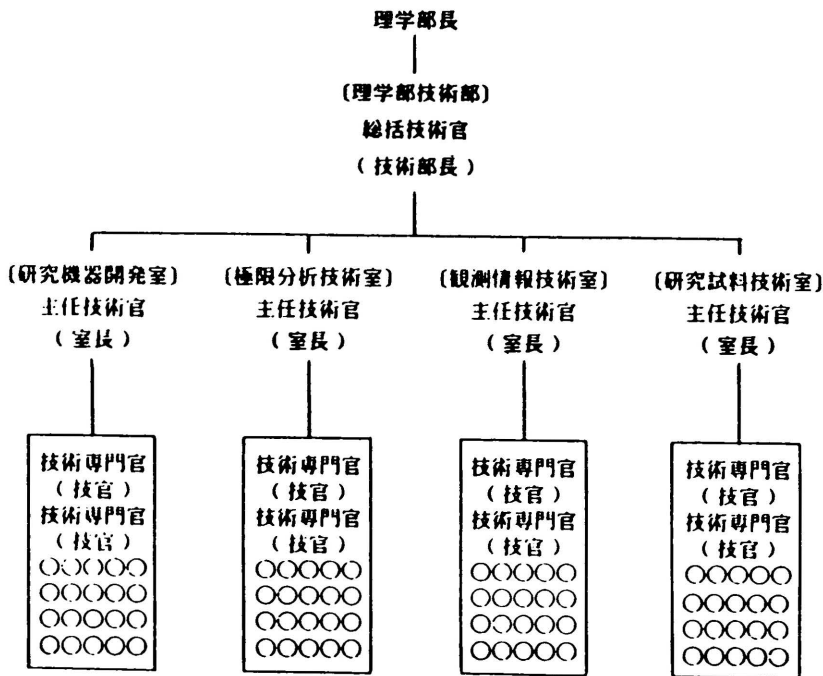 理学部長
〔理学部技術部〕
総括技術官
(技術部長)
〔研究機器開発室〕
主任技術官
(室長)
技術専門官
(技官)
技術専門官
(技官)
○○○○○
○○○○○
○○○○○
○○○○○
〔極限分析技術室〕
主任技術官
(室長)
技術専門官
(技官)
技術専門官
(技官)
○○○○○
○○○○○
○○○○○
○○○○○
〔観測情報技術室〕
主任技術官
(室長)
技術専門官
(技官)
技術専門官
(技官)
○○○○○
○○○○○
○○○○○
○○○○○
〔研究試料技術室〕
主任技術官
(室長)
技術専門官
(技官)
技術専門官
(技官)
○○○○○
○○○○○
○○○○○
○○○○○